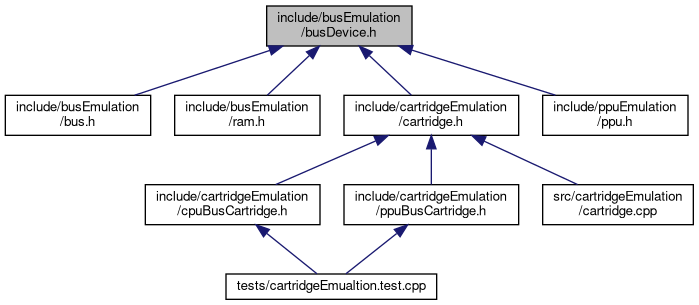 include/busEmulation
/busDevice.h
include/busEmulation
/bus.h
include/busEmulation
/ram.h
include/cartridgeEmulation
/cartridge.h
include/ppuEmulation
/ppu.h
include/cartridgeEmulation
/cpuBusCartridge.h
include/cartridgeEmulation
/ppuBusCartridge.h
src/cartridgeEmulation
/cartridge.cpp
tests/cartridgeEmualtion.test.cpp